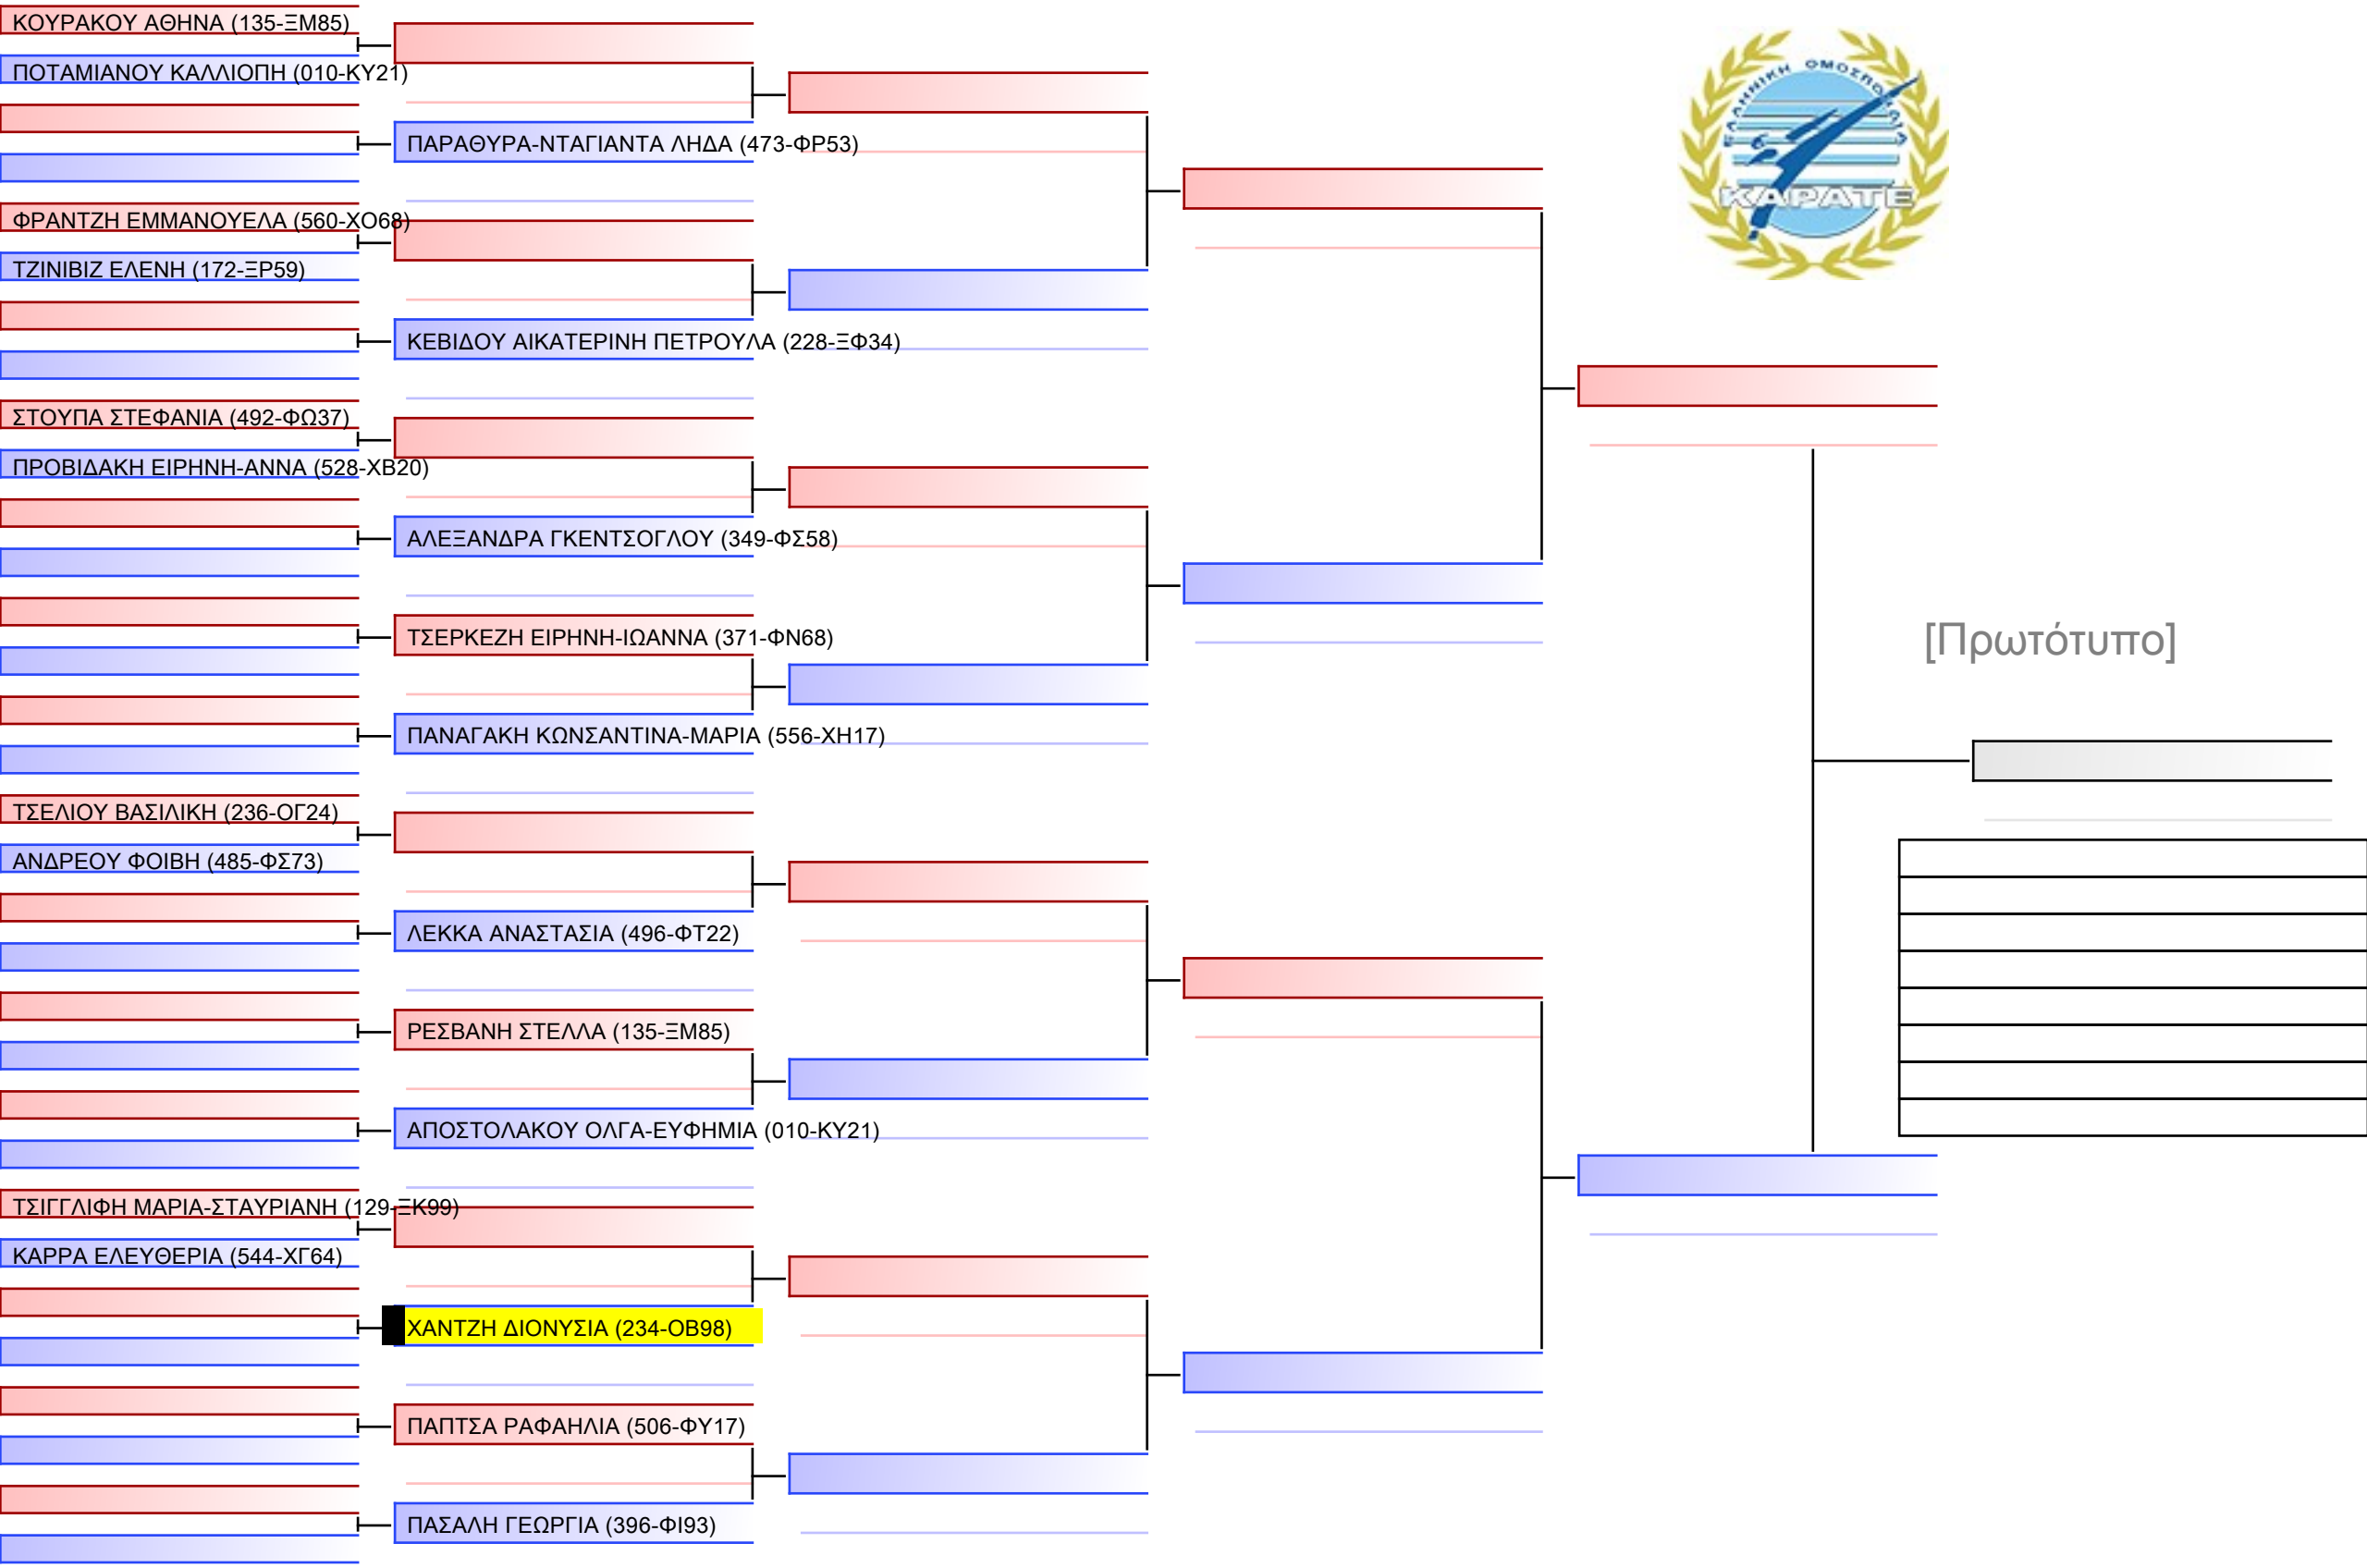 ΚΟΥΡΑΚΟΥ ΑΘΗΝΑ (135-ΞΜ85)
ΠΟΤΑΜΙΑΝΟΥ ΚΑΛΛΙΟΠΗ (010-ΚΥ21)
ΠΑΡΑΘΥΡΑ-ΝΤΑΓΙΑΝΤΑ ΛΗΔΑ (473-ΦΡ53)
ΦΡΑΝΤΖΗ ΕΜΜΑΝΟΥΕΛΑ (560-ΧΟ68)
ΤΖΙΝΙΒΙΖ ΕΛΕΝΗ (172-ΞΡ59)
ΚΕΒΙΔΟΥ ΑΙΚΑΤΕΡΙΝΗ ΠΕΤΡΟΥΛΑ (228-ΞΦ34)
ΣΤΟΥΠΑ ΣΤΕΦΑΝΙΑ (492-ΦΩ37)
ΠΡΟΒΙΔΑΚΗ ΕΙΡΗΝΗ-ΑΝΝΑ (528-ΧΒ20)
ΑΛΕΞΑΝΔΡΑ ΓΚΕΝΤΣΟΓΛΟΥ (349-ΦΣ58)
ΤΣΕΡΚΕΖΗ ΕΙΡΗΝΗ-ΙΩΑΝΝΑ (371-ΦΝ68)
ΠΑΝΑΓΑΚΗ ΚΩΝΣΑΝΤΙΝΑ-ΜΑΡΙΑ (556-ΧΗ17)
ΤΣΕΛΙΟΥ ΒΑΣΙΛΙΚΗ (236-ΟΓ24)
ΑΝΔΡΕΟΥ ΦΟΙΒΗ (485-ΦΣ73)
ΛΕΚΚΑ ΑΝΑΣΤΑΣΙΑ (496-ΦΤ22)
ΡΕΣΒΑΝΗ ΣΤΕΛΛΑ (135-ΞΜ85)
ΑΠΟΣΤΟΛΑΚΟΥ ΟΛΓΑ-ΕΥΦΗΜΙΑ (010-ΚΥ21)
ΤΣΙΓΓΛΙΦΗ ΜΑΡΙΑ-ΣΤΑΥΡΙΑΝΗ (129-ΞΚ99)
ΚΑΡΡΑ ΕΛΕΥΘΕΡΙΑ (544-ΧΓ64)
ΧΑΝΤΖΗ ΔΙΟΝΥΣΙΑ (234-ΟΒ98)
ΠΑΠΤΣΑ ΡΑΦΑΗΛΙΑ (506-ΦΥ17)
ΠΑΣΑΛΗ ΓΕΩΡΓΙΑ (396-ΦΙ93)
ΕΛΛΗΝΙΚΗ ΟΜΟΣΠΟΝΔΙΑ
ΚΑΡΑΤΕ
[Πρωτότυπο]